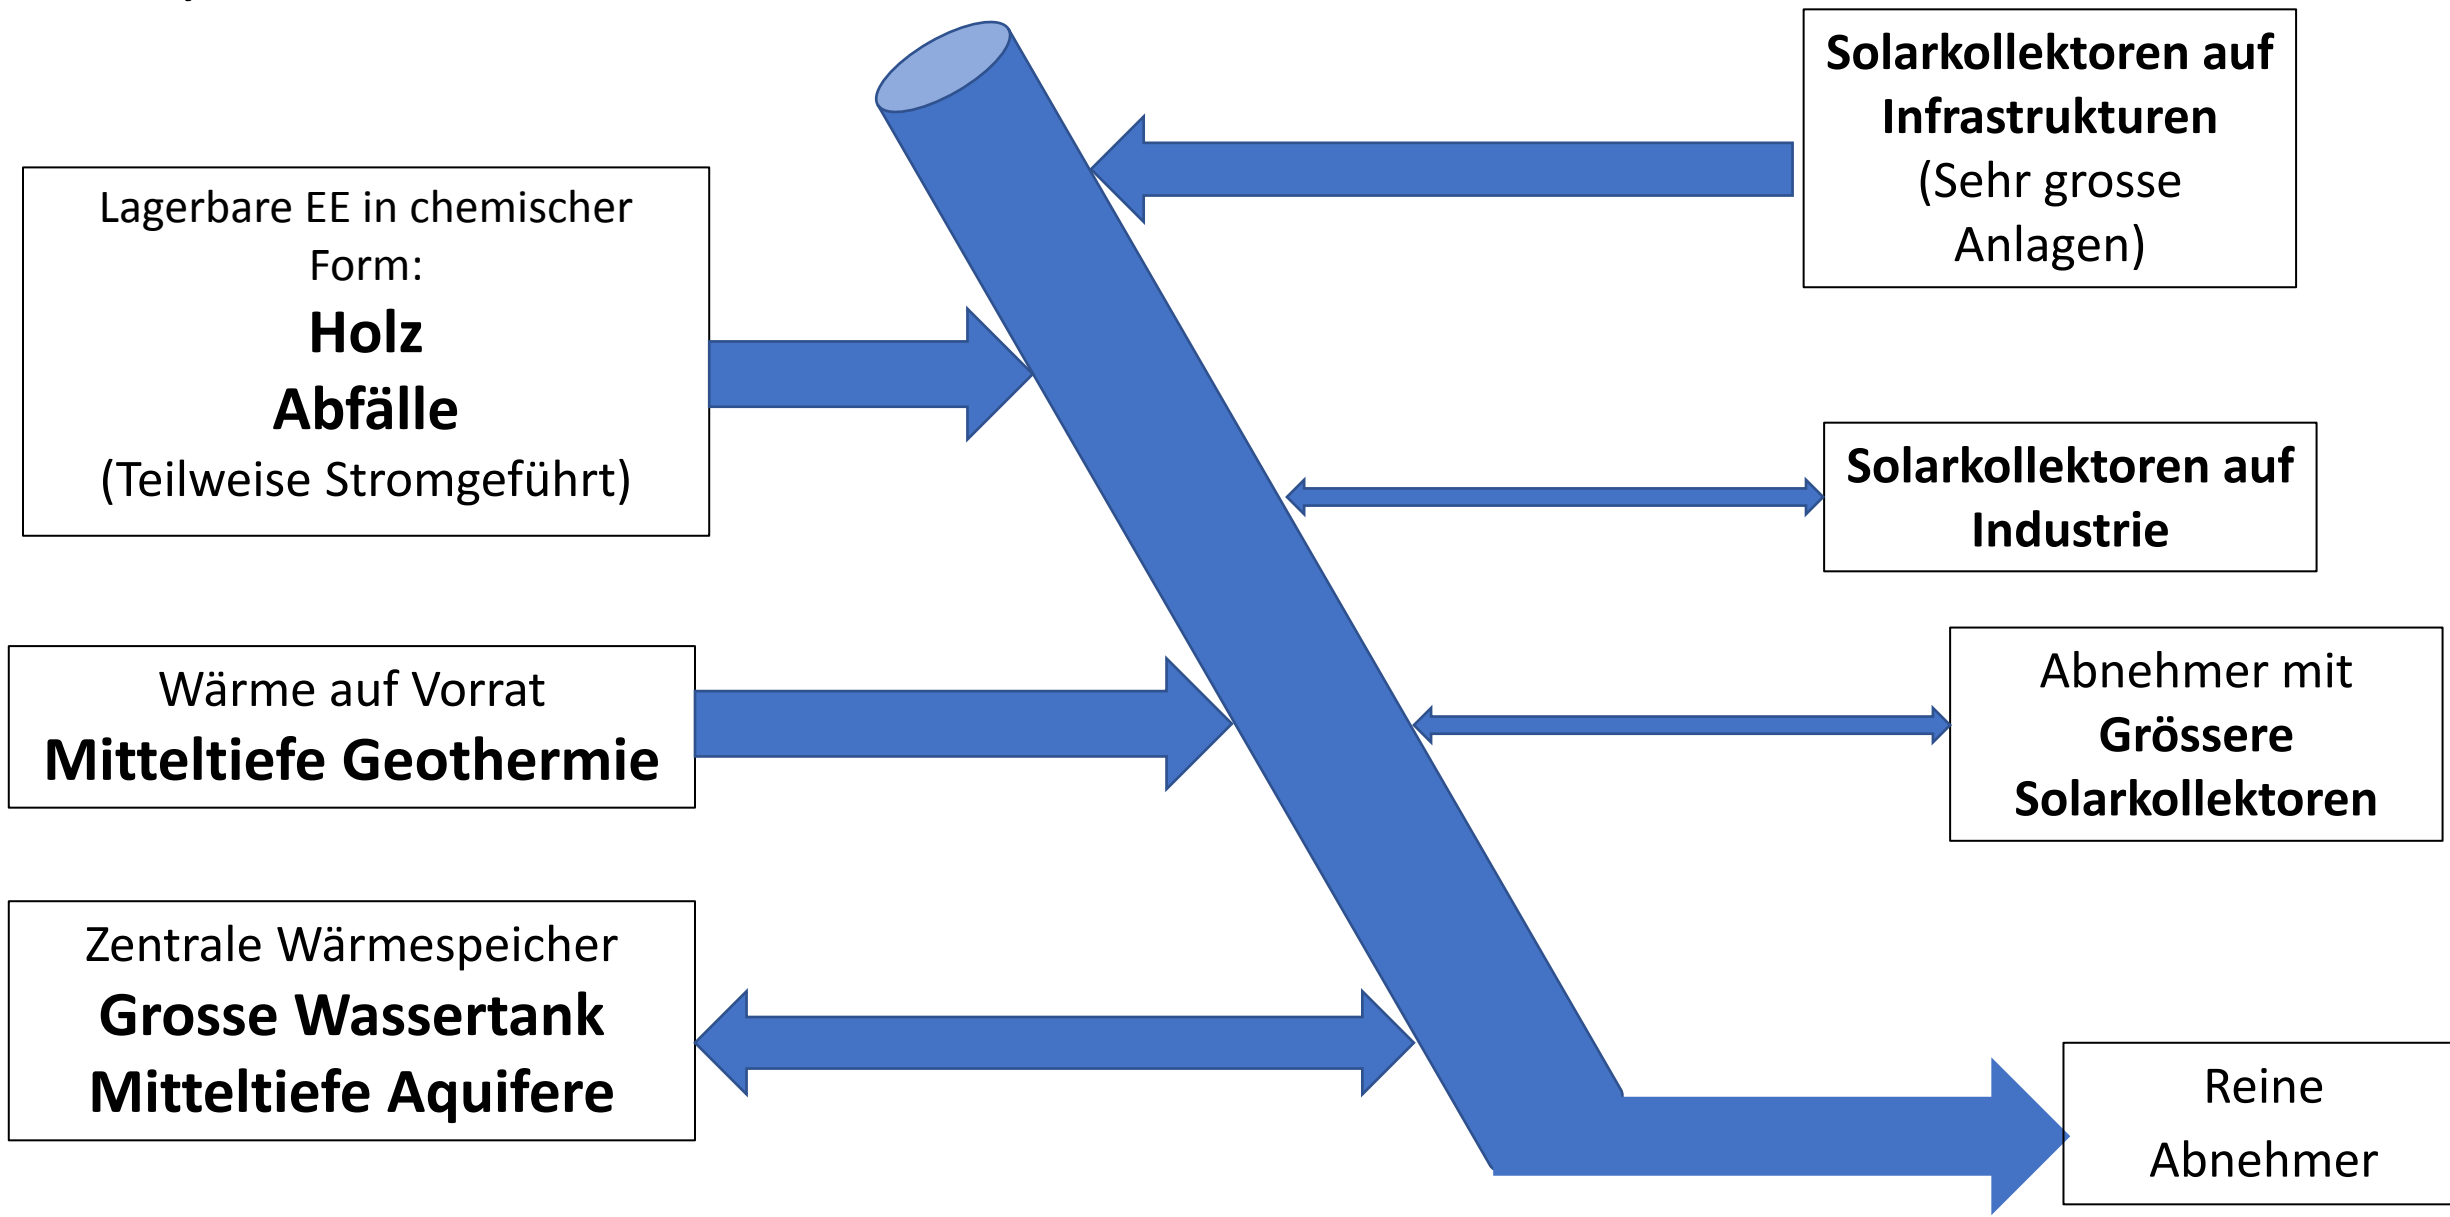 Solarkollektoren auf
Infrastrukturen
(Sehr grosse
Anlagen)
Lagerbare EE in chemischer
Form:
Holz
Abfälle
(Teilweise Stromgeführt)
Solarkollektoren auf
Industrie
Wärme auf Vorrat
Mitteltiefe Geothermie
Abnehmer mit
Grössere
Solarkollektoren
Zentrale Wärmespeicher
Grosse Wassertank
Mitteltiefe Aquifere
Reine
Abnehmer